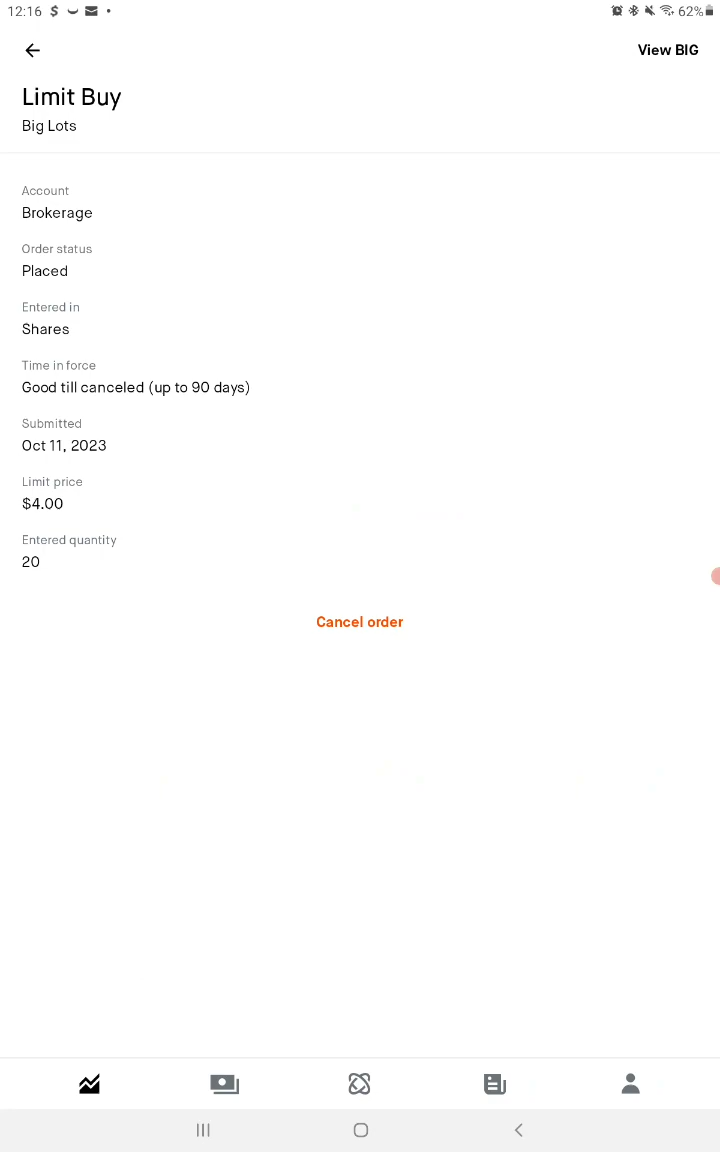 12:16 $ 62%
View BIG
Limit Buy
Big Lots
Account
Brokerage
Order status
Placed
Entered in
Shares
Time in force
Good till canceled (up to 90 days)
Submitted
Oct 11, 2023
Limit price
$4.00
Entered quantity
20
Cancel order